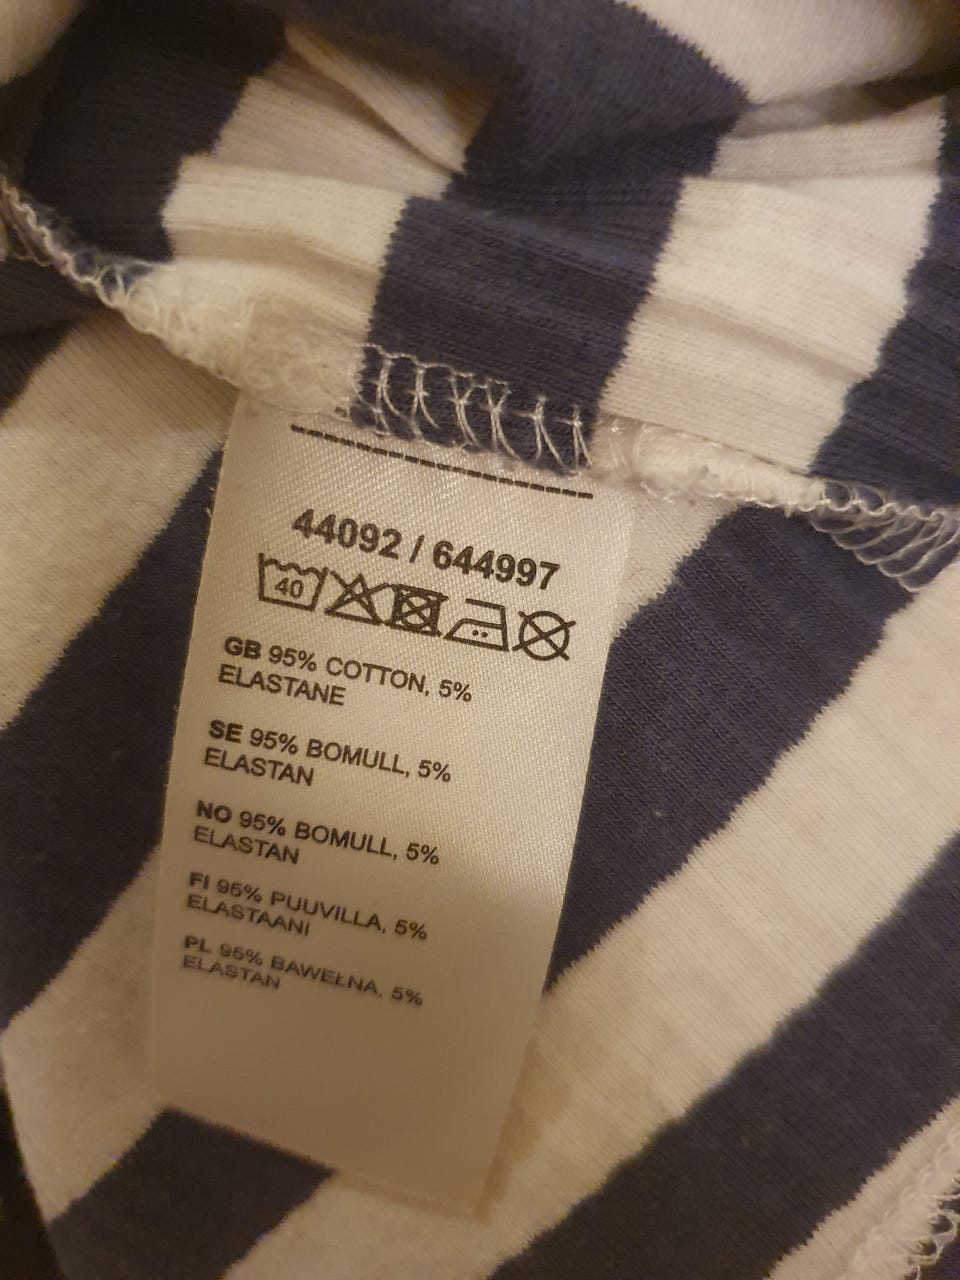 44092 / 644997
40
GB 95% COTTON, 5%
ELASTANE
SE 95% BOMULL, 5%
ELASTAN
NO 95% BOMULL, 5%
ELASTAN
FI 95% PUUVILLA, 5%
ELASTAANI
PL 95% BAWEŁNA, 5%
ELASTAN